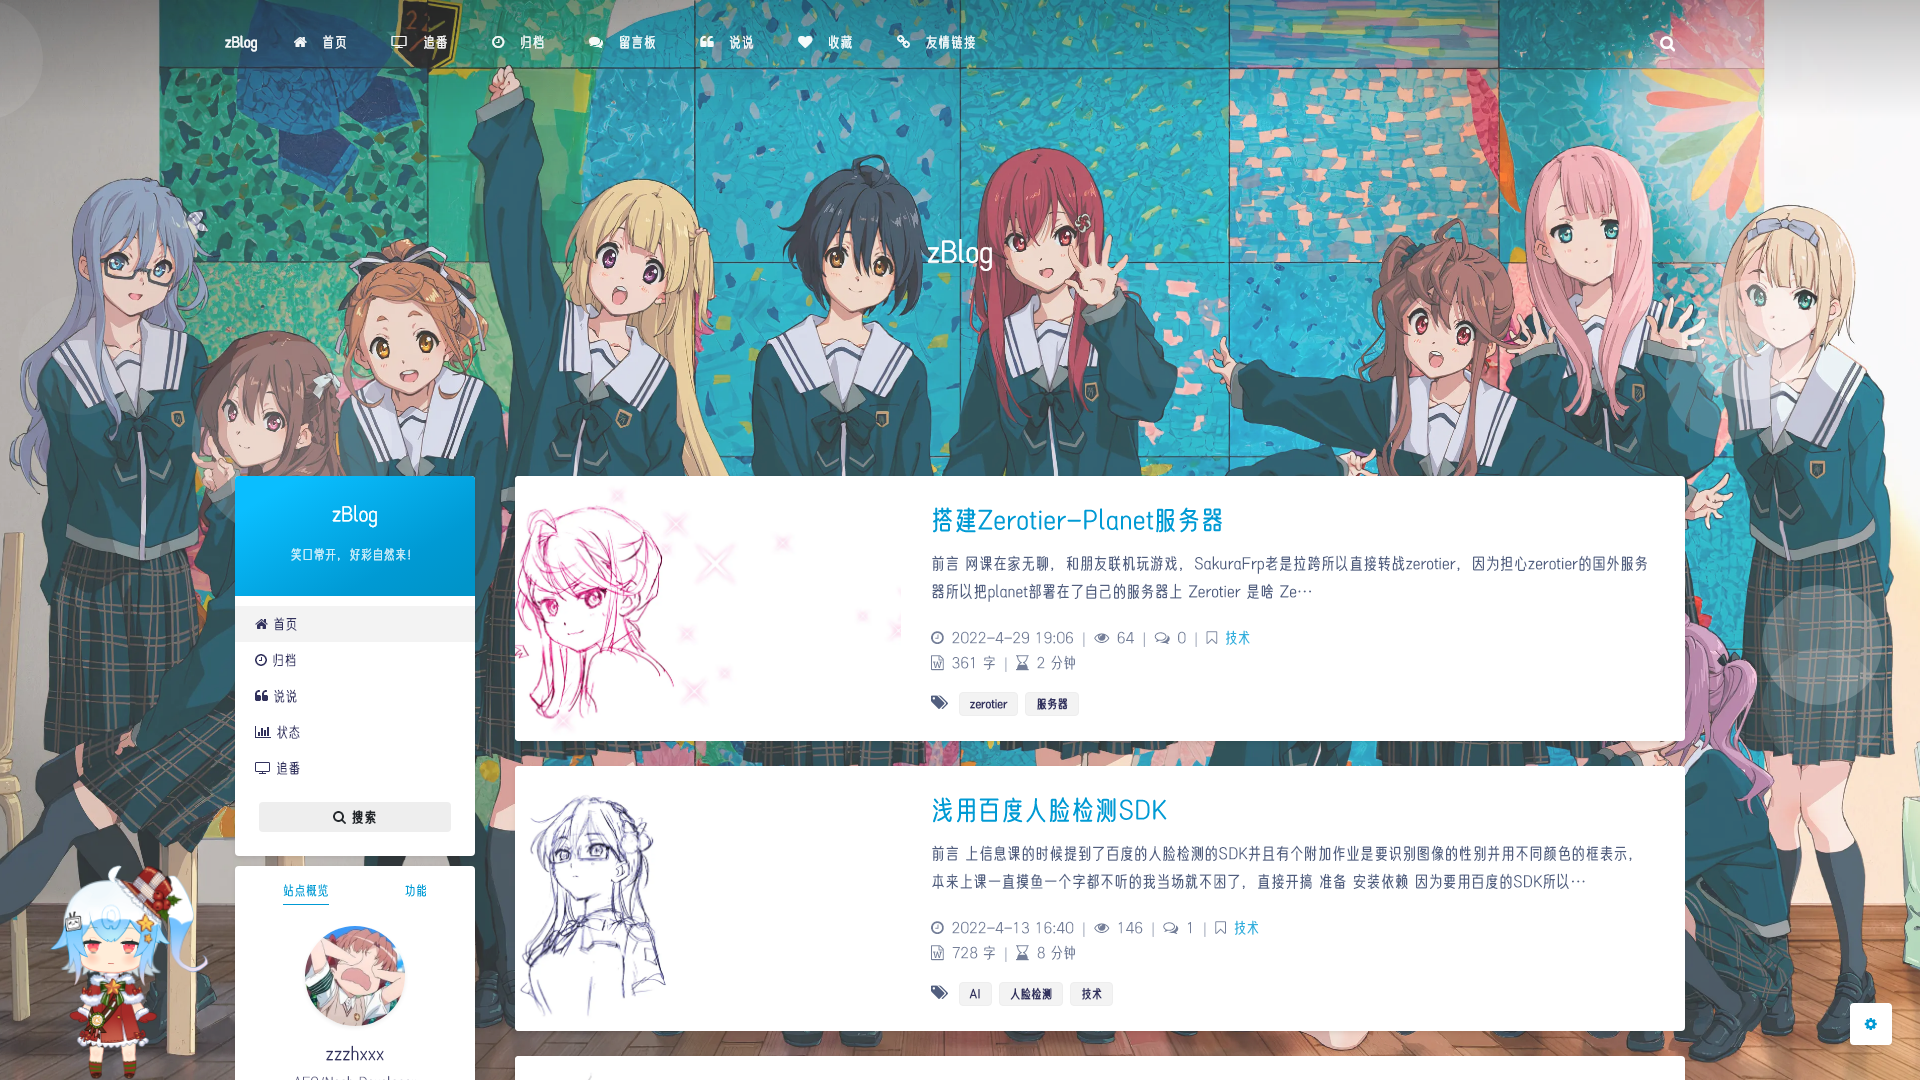 zBlog
首页
追番
归档
留言板
说说
收藏
友情链接
zBlog
zBlog
笑口常开，好彩自然来!
首页
归档
说说
状态
追番
搜索
站点概览
功能
zzzhxxx
搭建Zerotier-Planet服务器
前言 网课在家无聊，和朋友联机玩游戏，SakuraFrp老是拉跨所以直接转战zerotier，因为担心zerotier的国外服务
器所以把planet部署在了自己的服务器上 Zerotier 是啥 Ze…
2022-4-29 19:06 | 64 | 0 | 技术
361 字 | 2 分钟
zerotier 服务器
浅用百度人脸检测SDK
前言 上信息课的时候提到了百度的人脸检测的SDK并且有个附加作业是要识别图像的性别并用不同颜色的框表示，
本来上课一直摸鱼一个字都不听的我当场就不困了，直接开搞 准备 安装依赖 因为要用百度的SDK所以…
2022-4-13 16:40 | 146 | 1 | 技术
728 字 | 8 分钟
AI 人脸检测 技术